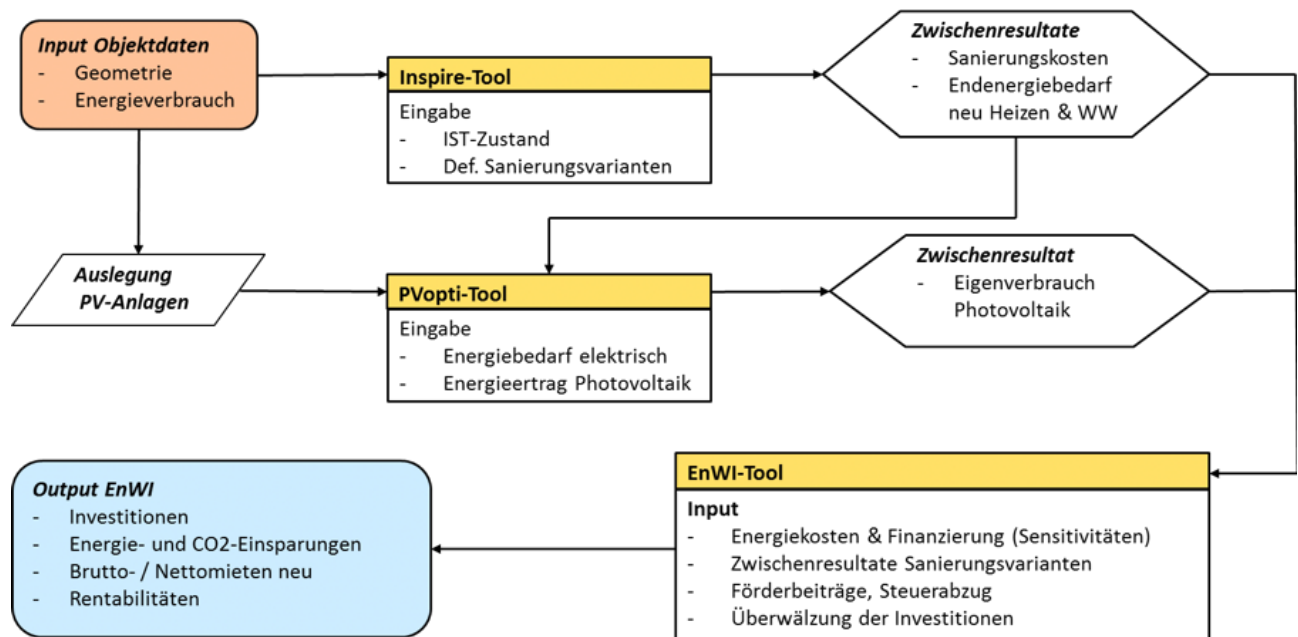 Input Objektdaten
- Geometrie
- Energieverbrauch
Inspire-Tool
Eingabe
- IST-Zustand
- Def. Sanierungsvarianten
Zwischenresultate
- Sanierungskosten
- Endenergiebedarf
neu Heizen & WW
Auslegung
PV-Anlagen
PVopti-Tool
Eingabe
- Energiebedarf elektrisch
- Energieertrag Photovoltaik
Zwischenresultat
- Eigenverbrauch
Photovoltaik
Output EnWI
- Investitionen
- Energie- und CO2-Einsparungen
- Brutto- / Nettomieten neu
- Rentabilitäten
EnWI-Tool
Input
- Energiekosten & Finanzierung (Sensitivitäten)
- Zwischenresultate Sanierungsvarianten
- Förderbeiträge, Steuerabzug
- Überwälzung der Investitionen